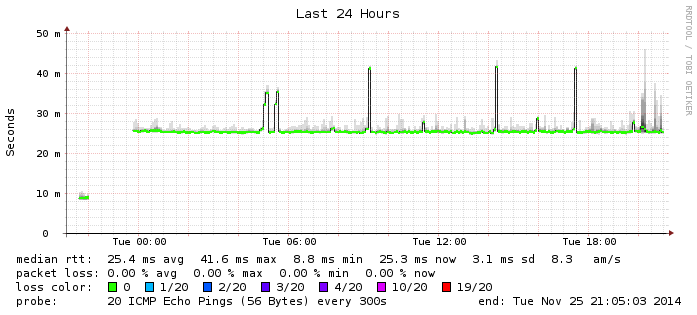 Last 24 Hours
RRDTOOL / TOBI OETIKER
Seconds
50 m
40 m
30 m
20 m
10 m
0
Tue 00:00 Tue 06:00 Tue 12:00 Tue 18:00
median rtt: 25.4 ms avg 41.6 ms max 8.8 ms min 25.3 ms now 3.1 ms sd 8.3 am/s
packet loss: 0.00 % avg 0.00 % max 0.00 % min 0.00 % now
loss color: 0 1/20 2/20 3/20 4/20 10/20 19/20
probe: 20 ICMP Echo Pings (56 Bytes) every 300s end: Tue Nov 25 21:05:03 2014